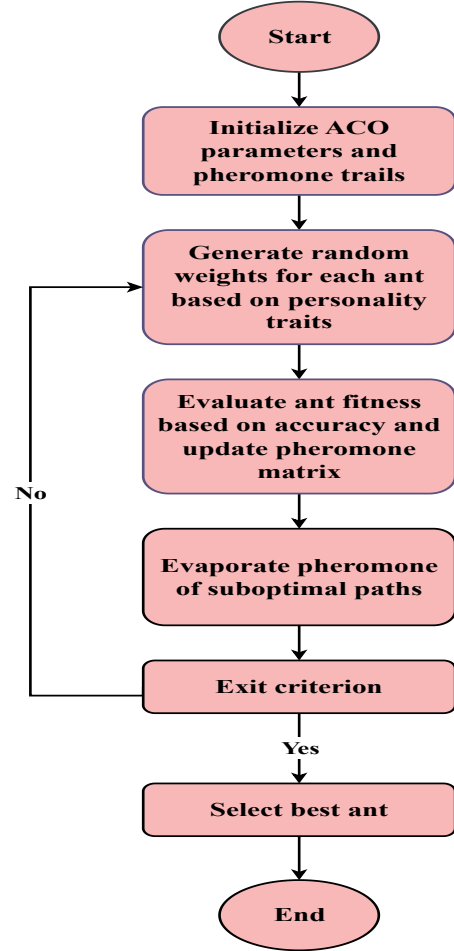 Start
Initialize ACO
parameters and
pheromone trails
Generate random
weights for each ant
based on personality
traits
Evaluate ant fitness
based on accuracy and
update pheromone
matrix
No
Evaporate pheromone
of suboptimal paths
Exit criterion
Yes
Select best ant
End